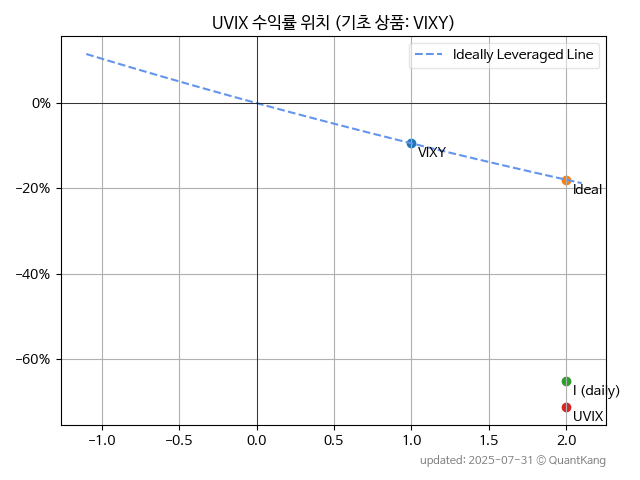 UVIX 수익률 위치 (기초 상품: VIXY)
Ideally Leveraged Line
0%
−20%
−40%
−60%
VIXY
Ideal
I (daily)
UVIX
−1.0 −0.5 0.0 0.5 1.0 1.5 2.0
updated: 2025-07-31 © QuantKang